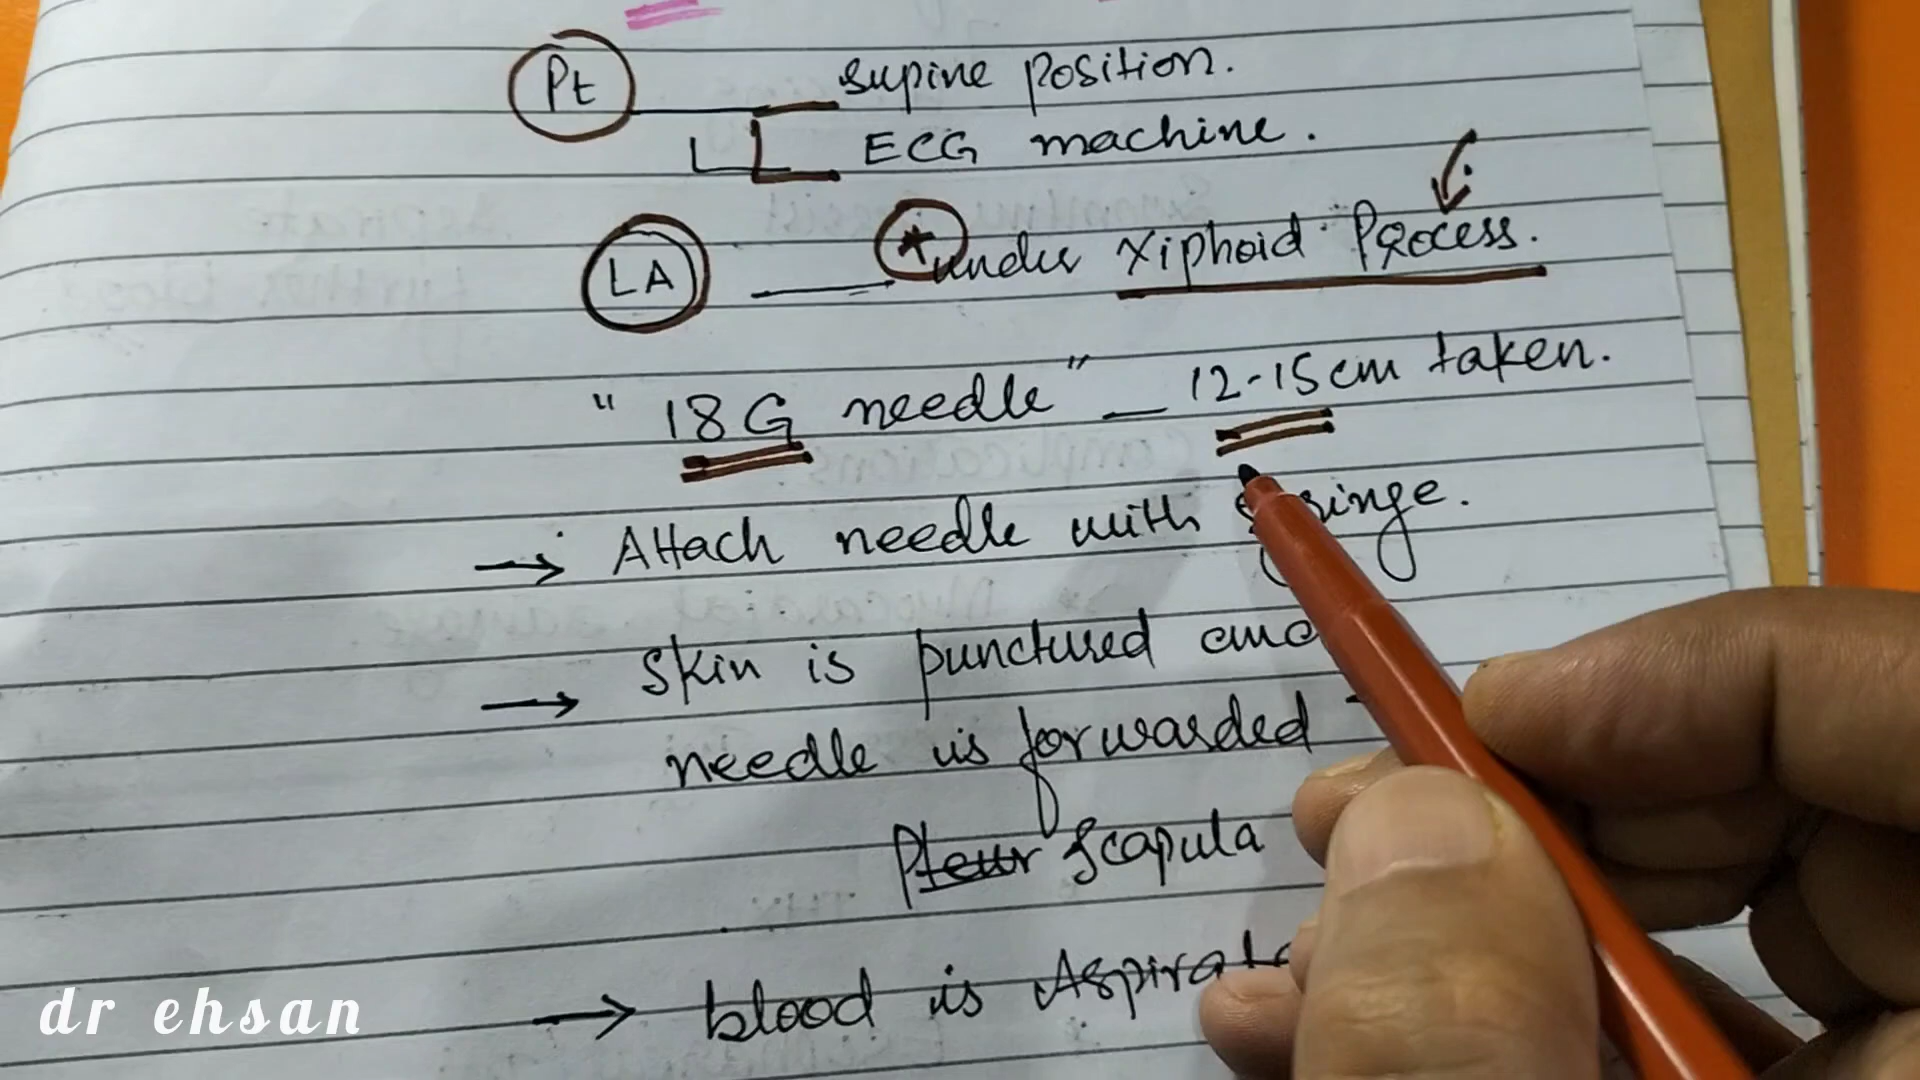 Pt supine position.
ECG machine.
LA * under xiphoid Process.
" 18G needle" - 12-15cm taken.
→ Attach needle with
→ Skin is punctured
needle is forwarded
scapula
→ blood is
dr ehsan